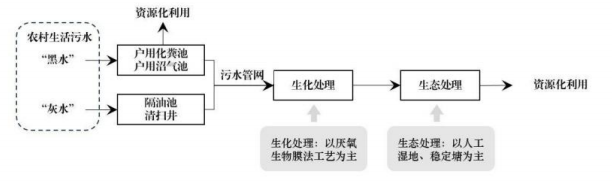 资源化利用
农村生活污水
“黑水”
户用化粪池
户用沼气池
污水管网
生化处理
生态处理
资源化利用
“灰水”
隔油池
清扫井
生化处理：以厌氧
生物膜法工艺为主
生态处理：以人工
湿地、稳定塘为主